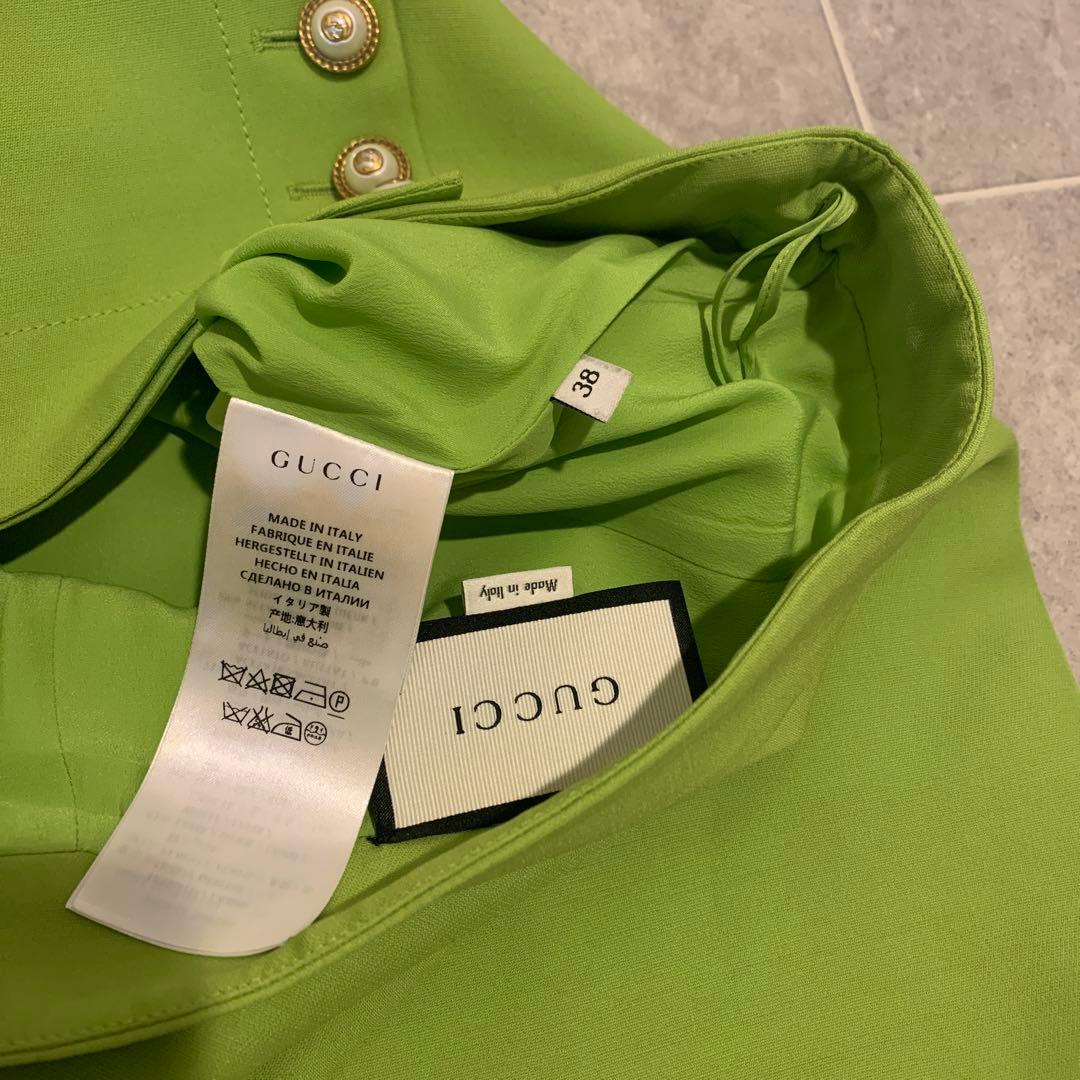 38
GUCCI
MADE IN ITALY
FABRIQUE EN ITALIE
HERGESTELLT IN ITALIEN
HECHO EN ITALIA
СДЕЛАНО В ИТАЛИИ
イタリア製
产地:意大利
صنع في إيطاليا
P
Made in Italy
GUCCI